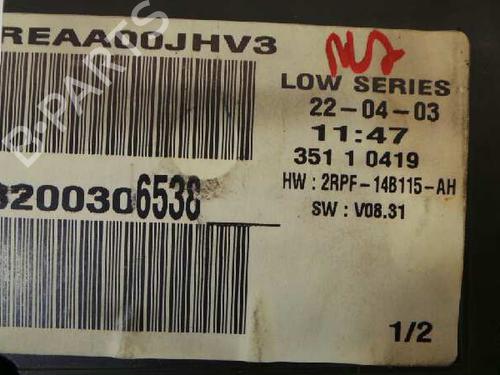 REAA00JHV3
LOW SERIES
22-04-03
11:47
351 1 0419
HW : 2RPF-14B115-AH
SW : V08.31
8200306538
1/2
B-PARTS